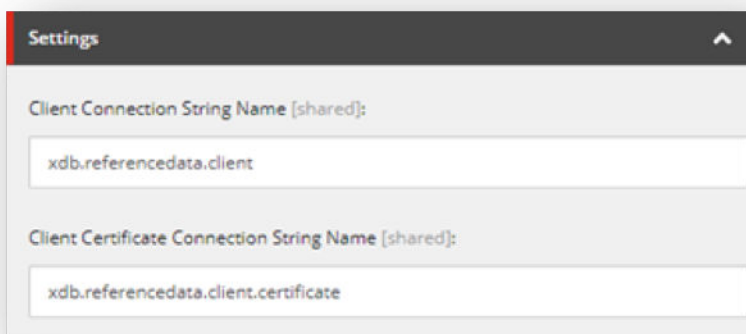 Settings
Client Connection String Name [shared]:
xdb.referencedata.client
Client Certificate Connection String Name [shared]:
xdb.referencedata.client.certificate